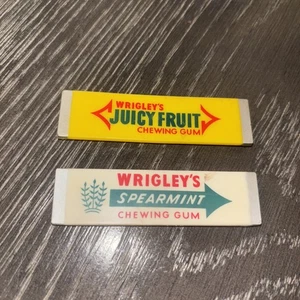 WRIGLEY'S
JUICY FRUIT
CHEWING GUM
WRIGLEY'S
SPEARMINT
CHEWING GUM